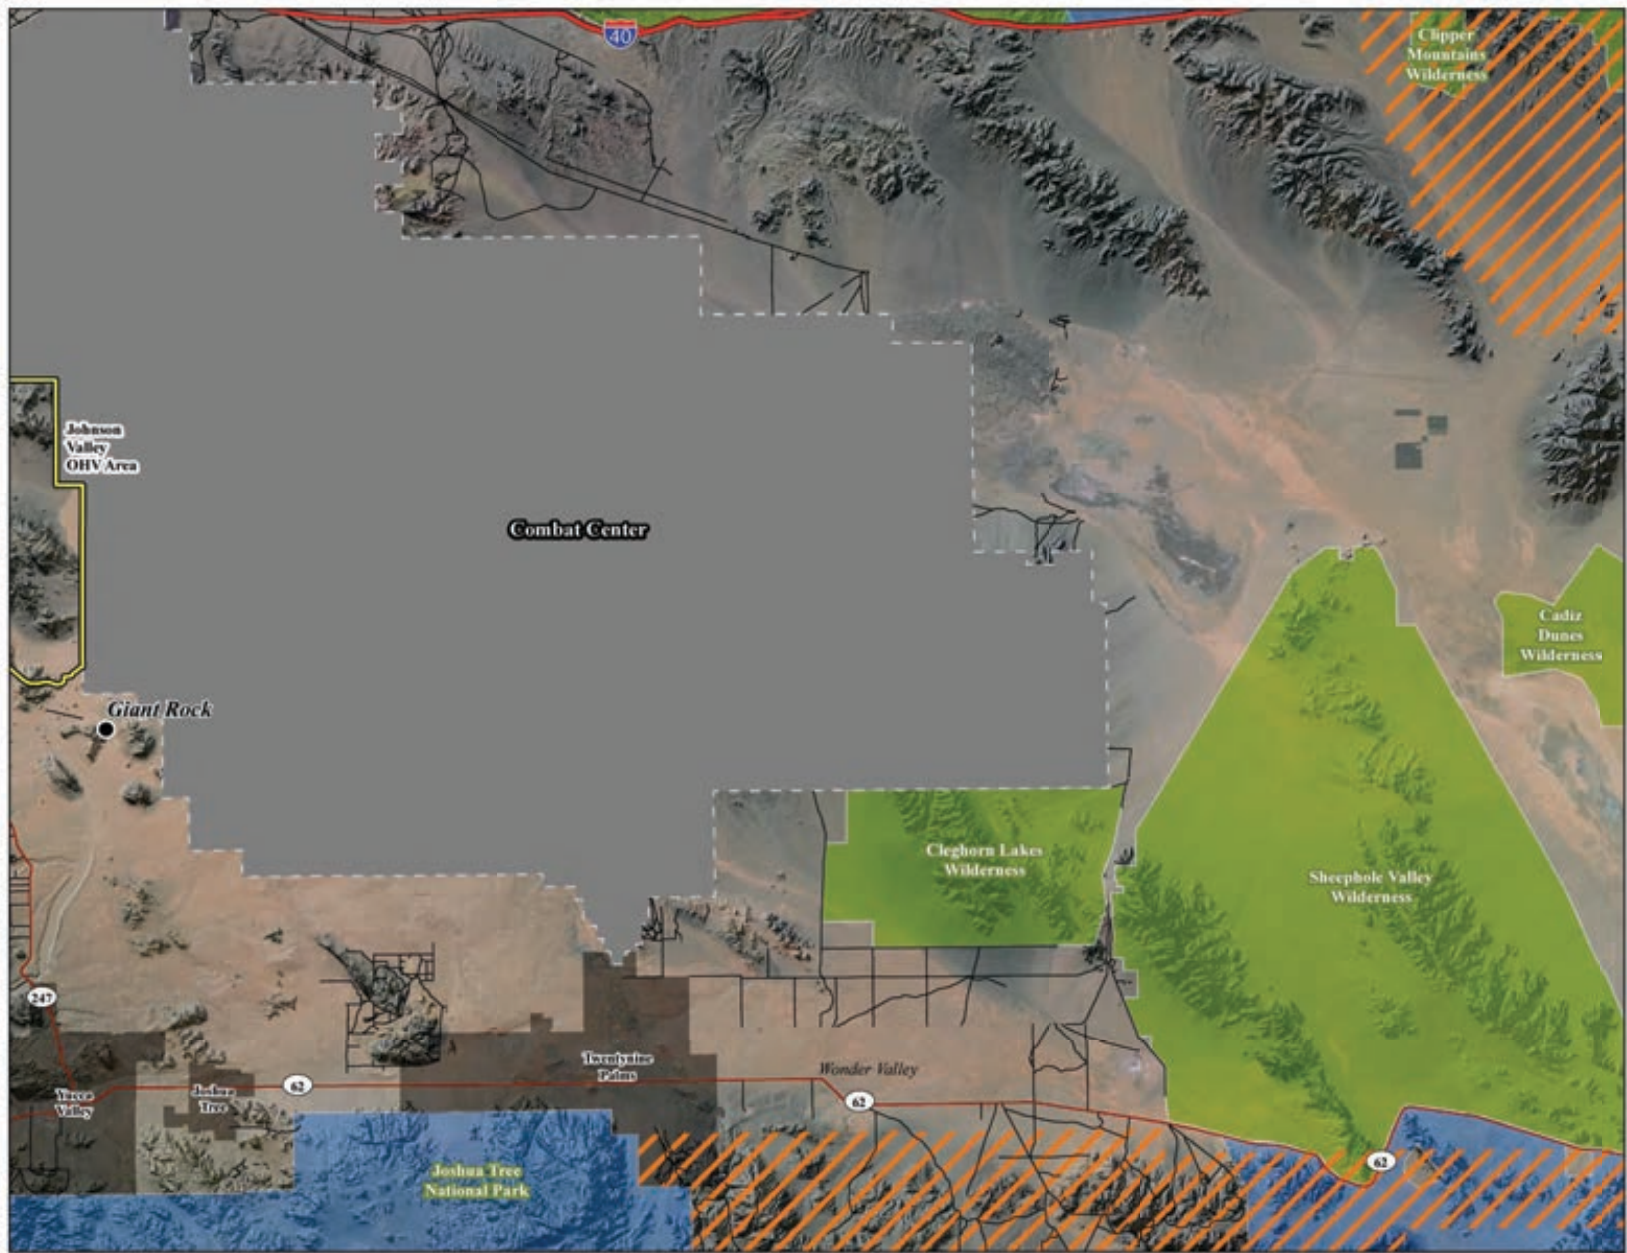 40
Clipper
Mountains
Wilderness
Johnson
Valley
OHV Area
Combat Center
Cadiz
Dunes
Wilderness
Giant Rock
Cleghorn Lakes
Wilderness
Sheephole Valley
Wilderness
247
Twentynine
Palms
Wonder Valley
Yucca
Valley
Joshua
Tree
62
62
62
Joshua Tree
National Park